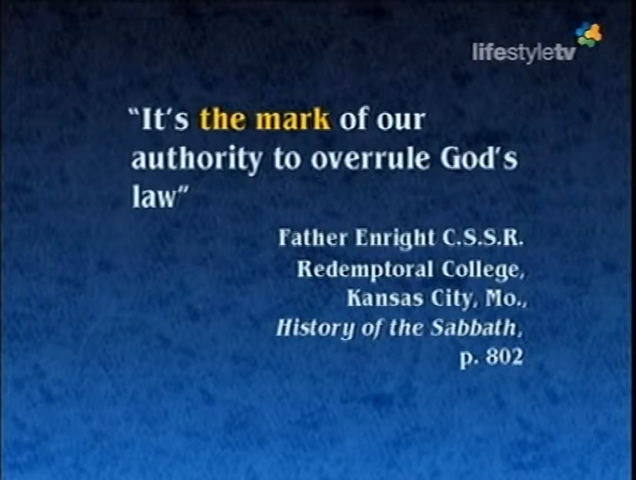 lifestyletv
“It's the mark of our
authority to overrule God's
law”
Father Enright C.S.S.R.
Redemptoral College,
Kansas City, Mo.,
History of the Sabbath,
p. 802